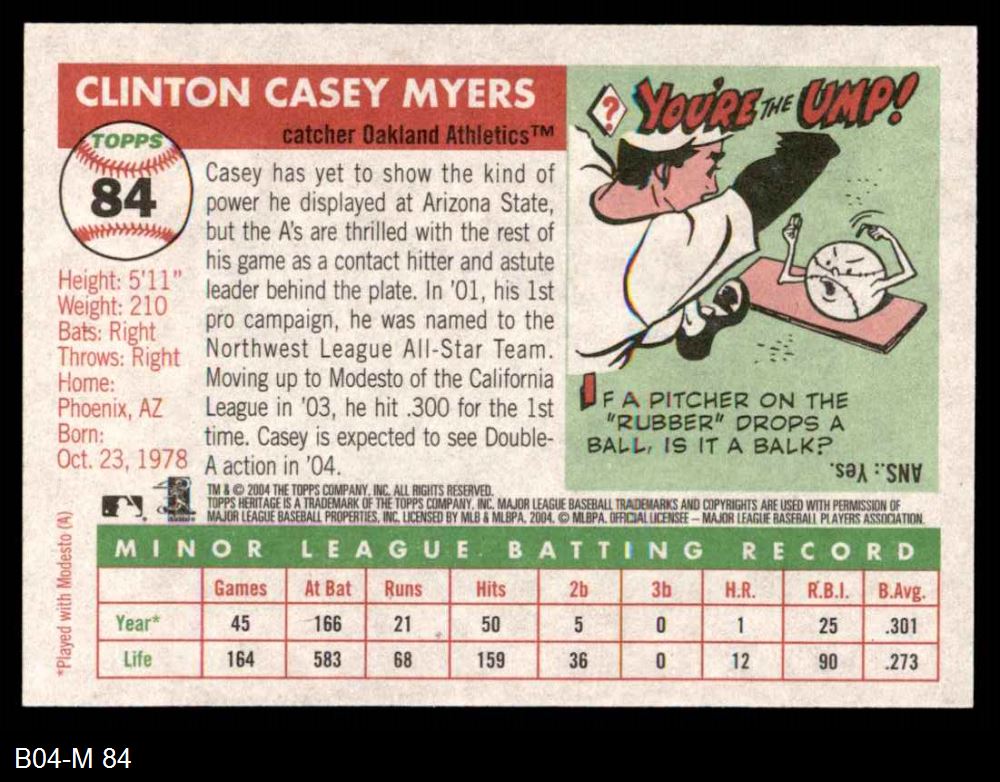 CLINTON CASEY MYERS
catcher Oakland Athletics™
TOPPS
84
Height: 5'11"
Weight: 210
Bats: Right
Throws: Right
Home:
Phoenix, AZ
Born:
Oct. 23, 1978
Casey has yet to show the kind of
power he displayed at Arizona State,
but the A's are thrilled with the rest of
his game as a contact hitter and astute
leader behind the plate. In '01, his 1st
pro campaign, he was named to the
Northwest League All-Star Team.
Moving up to Modesto of the California
League in '03, he hit .300 for the 1st
time. Casey is expected to see Double-
A action in '04.
? YOU'RE THE UMP!
IF A PITCHER ON THE
"RUBBER" DROPS A
BALL, IS IT A BALK?
ANS.: Yes.
TM & © 2004 THE TOPPS COMPANY, INC. ALL RIGHTS RESERVED.
TOPPS HERITAGE IS A TRADEMARK OF THE TOPPS COMPANY, INC. MAJOR LEAGUE BASEBALL TRADEMARKS AND COPYRIGHTS ARE USED WITH PERMISSION OF
MAJOR LEAGUE BASEBALL PROPERTIES, INC. LICENSED BY MLB & MLBPA, 2004. © MLBPA. OFFICIAL LICENSEE – MAJOR LEAGUE BASEBALL PLAYERS ASSOCIATION.
*Played with Modesto (A)
MINOR LEAGUE BATTING RECORD
Games At Bat Runs Hits 2b 3b H.R. R.B.I. B.Avg.
Year* 45 166 21 50 5 0 1 25 .301
Life 164 583 68 159 36 0 12 90 .273
B04-M 84